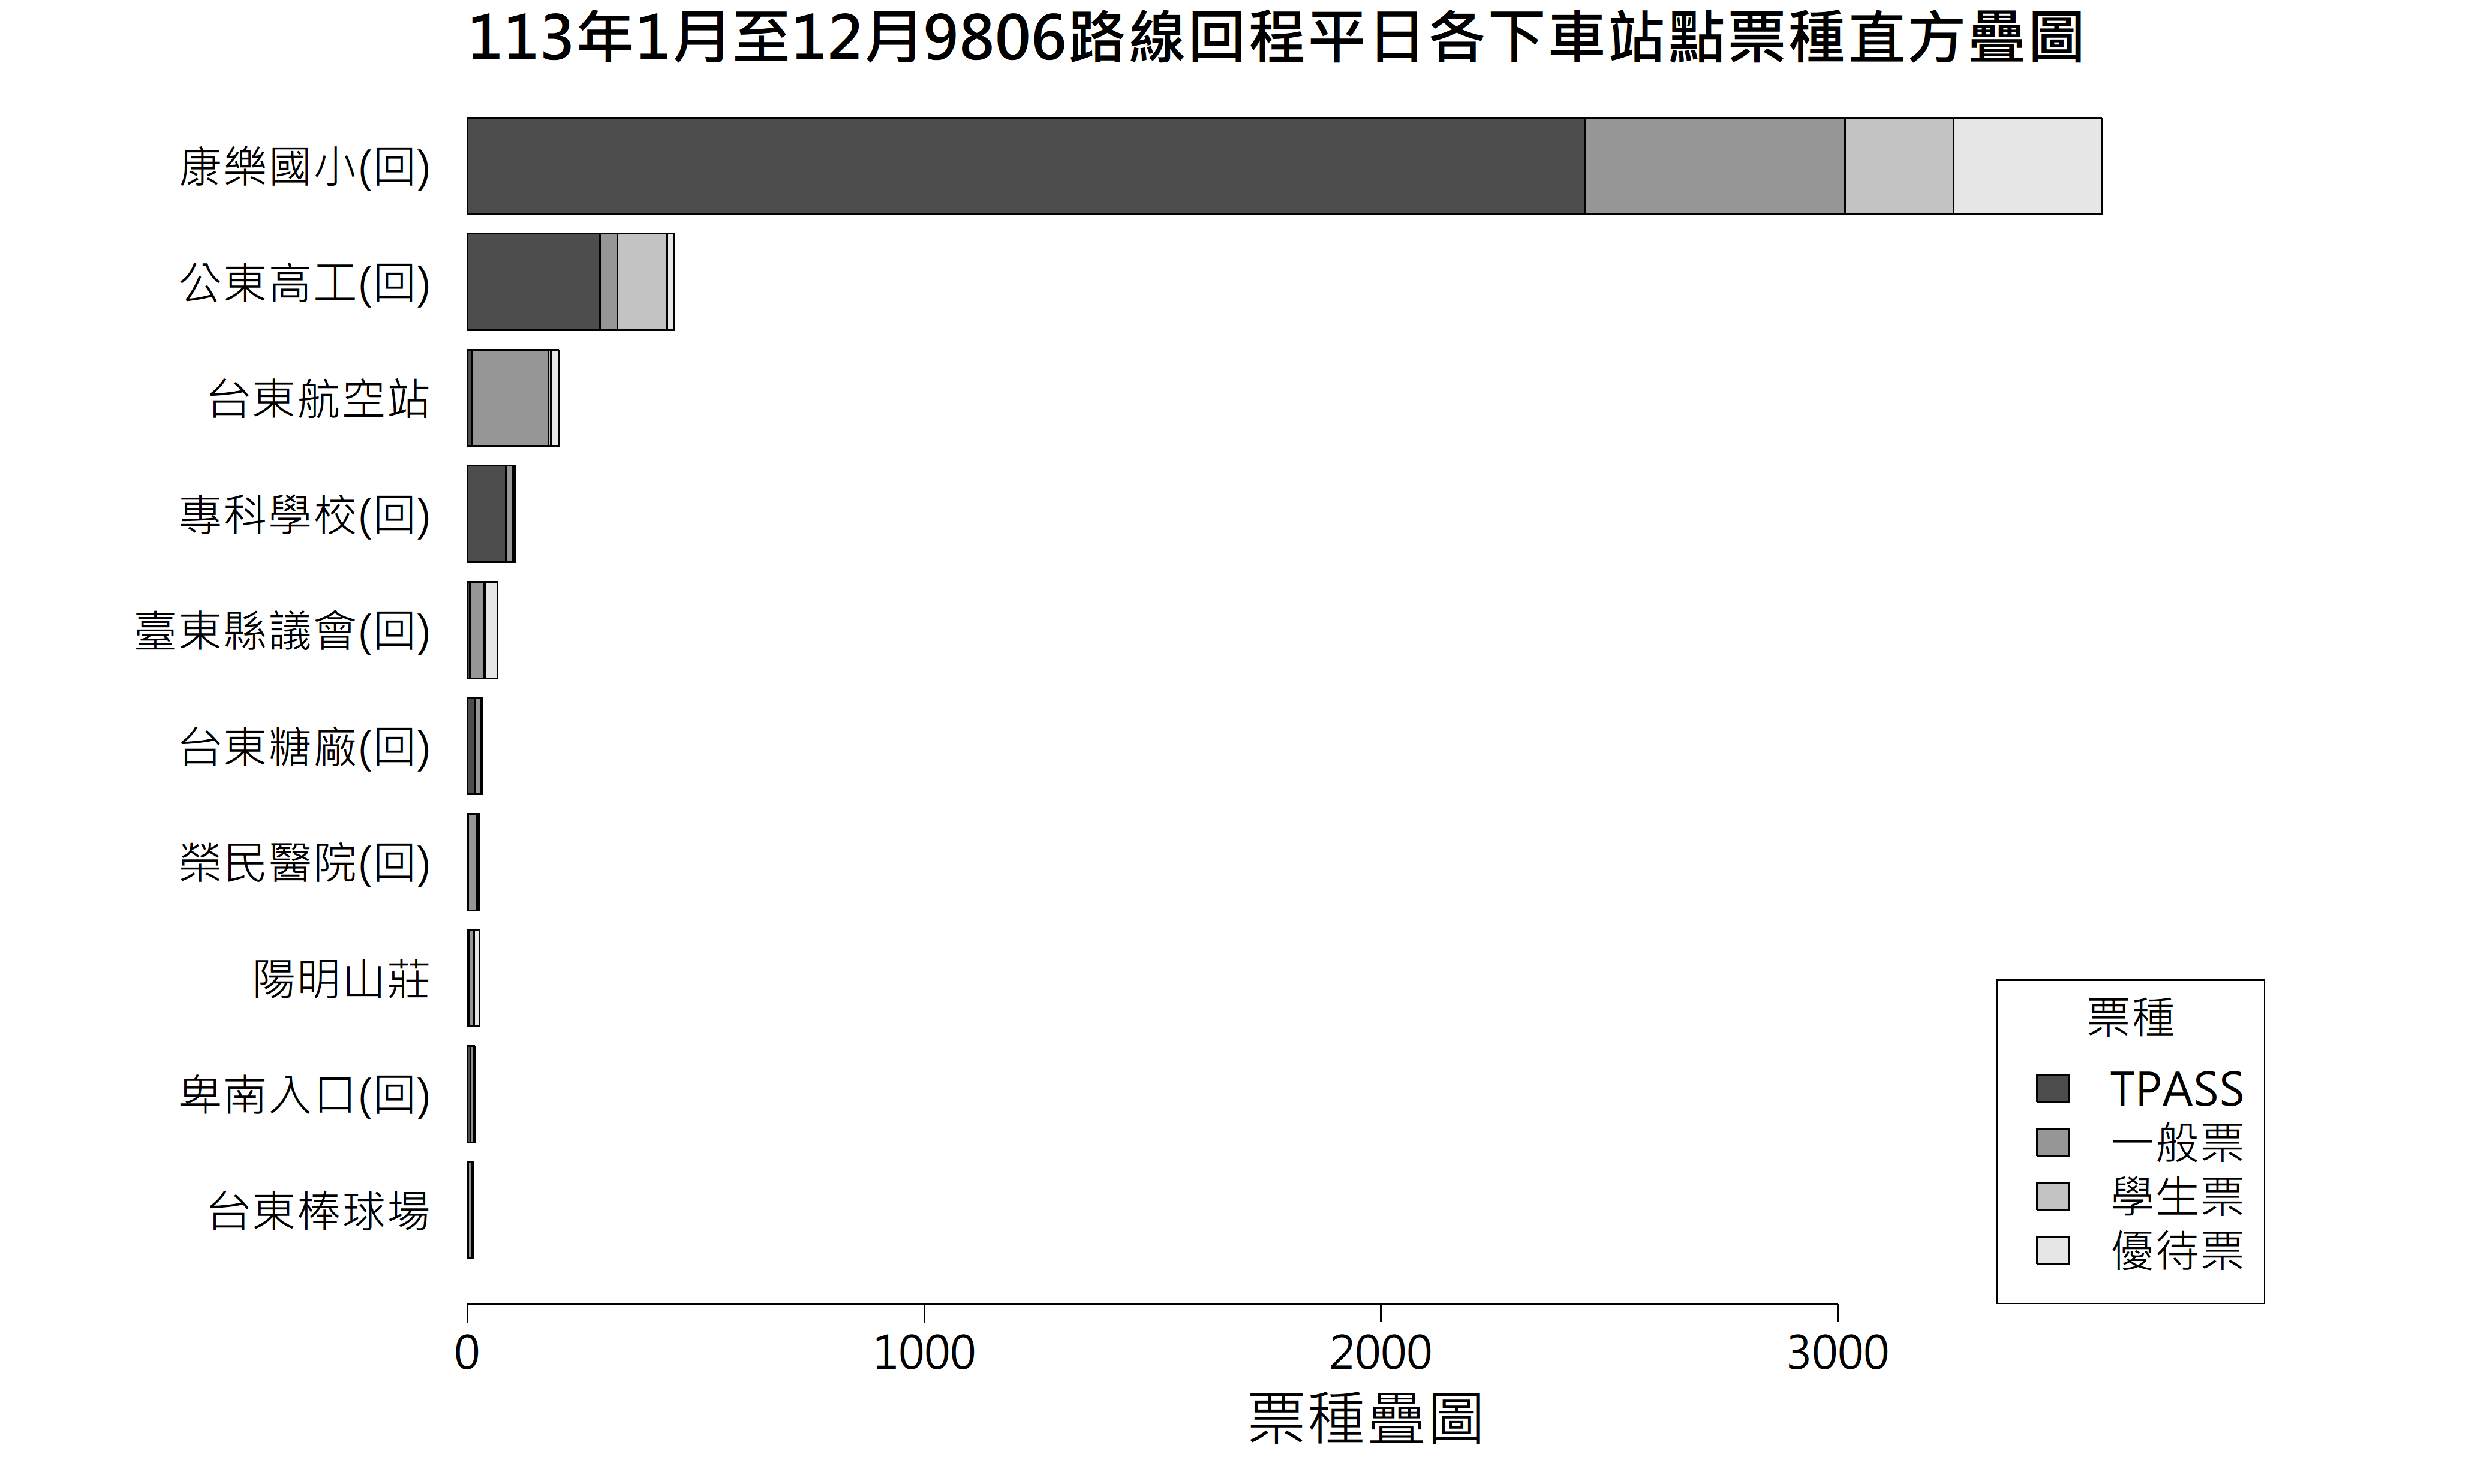 113年1月至12月9806路線回程平日各下車站點票種直方疊圖
康樂國小(回)
公東高工(回)
台東航空站
專科學校(回)
臺東縣議會(回)
台東糖廠(回)
榮民醫院(回)
陽明山莊
卑南入口(回)
台東棒球場
票種
TPASS
一般票
學生票
優待票
0 1000 2000 3000
票種疊圖